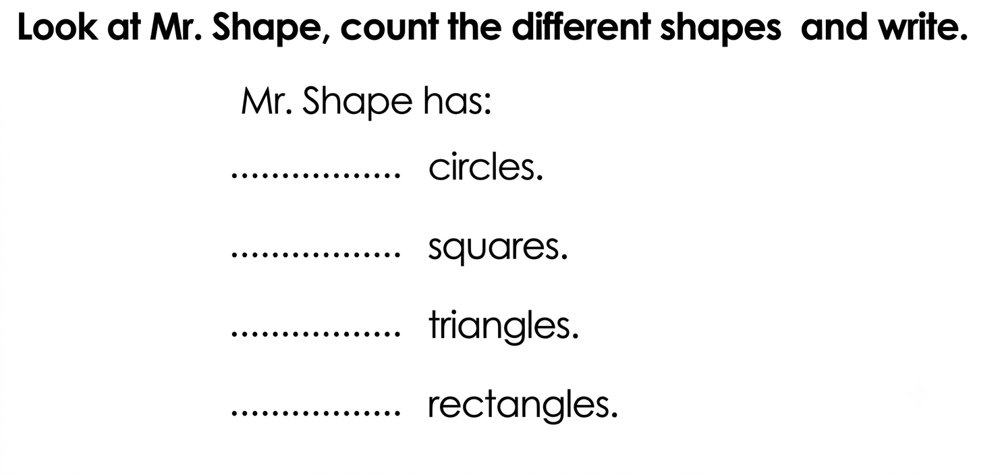 Look at Mr. Shape, count the different shapes  and write.
Mr. Shape has:
................. circles.
................. squares.
................. triangles.
................. rectangles.